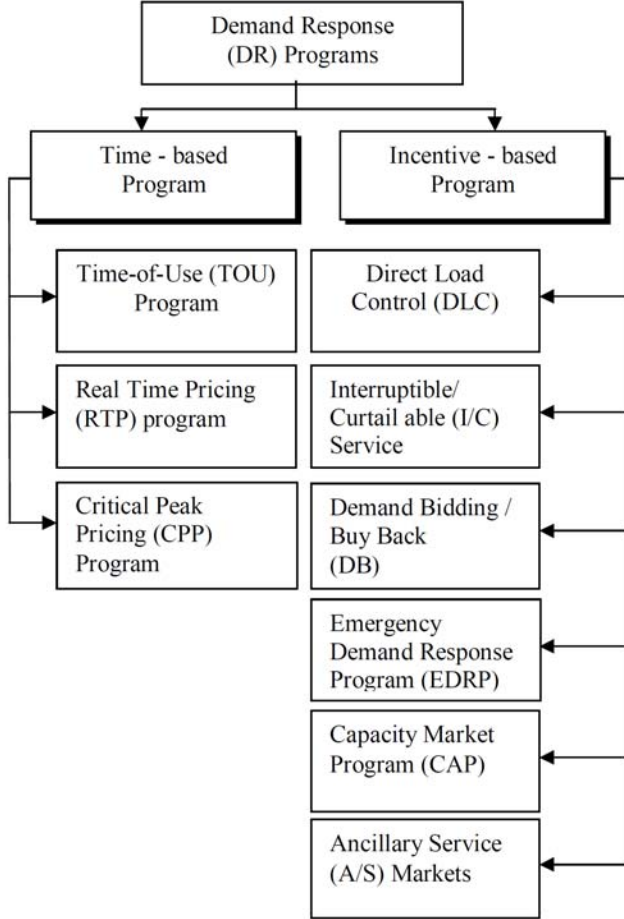 Demand Response
(DR) Programs
Time - based
Program
Incentive - based
Program
Time-of-Use (TOU)
Program
Real Time Pricing
(RTP) program
Critical Peak
Pricing (CPP)
Program
Direct Load
Control (DLC)
Interruptible/
Curtail able (I/C)
Service
Demand Bidding /
Buy Back
(DB)
Emergency
Demand Response
Program (EDRP)
Capacity Market
Program (CAP)
Ancillary Service
(A/S) Markets